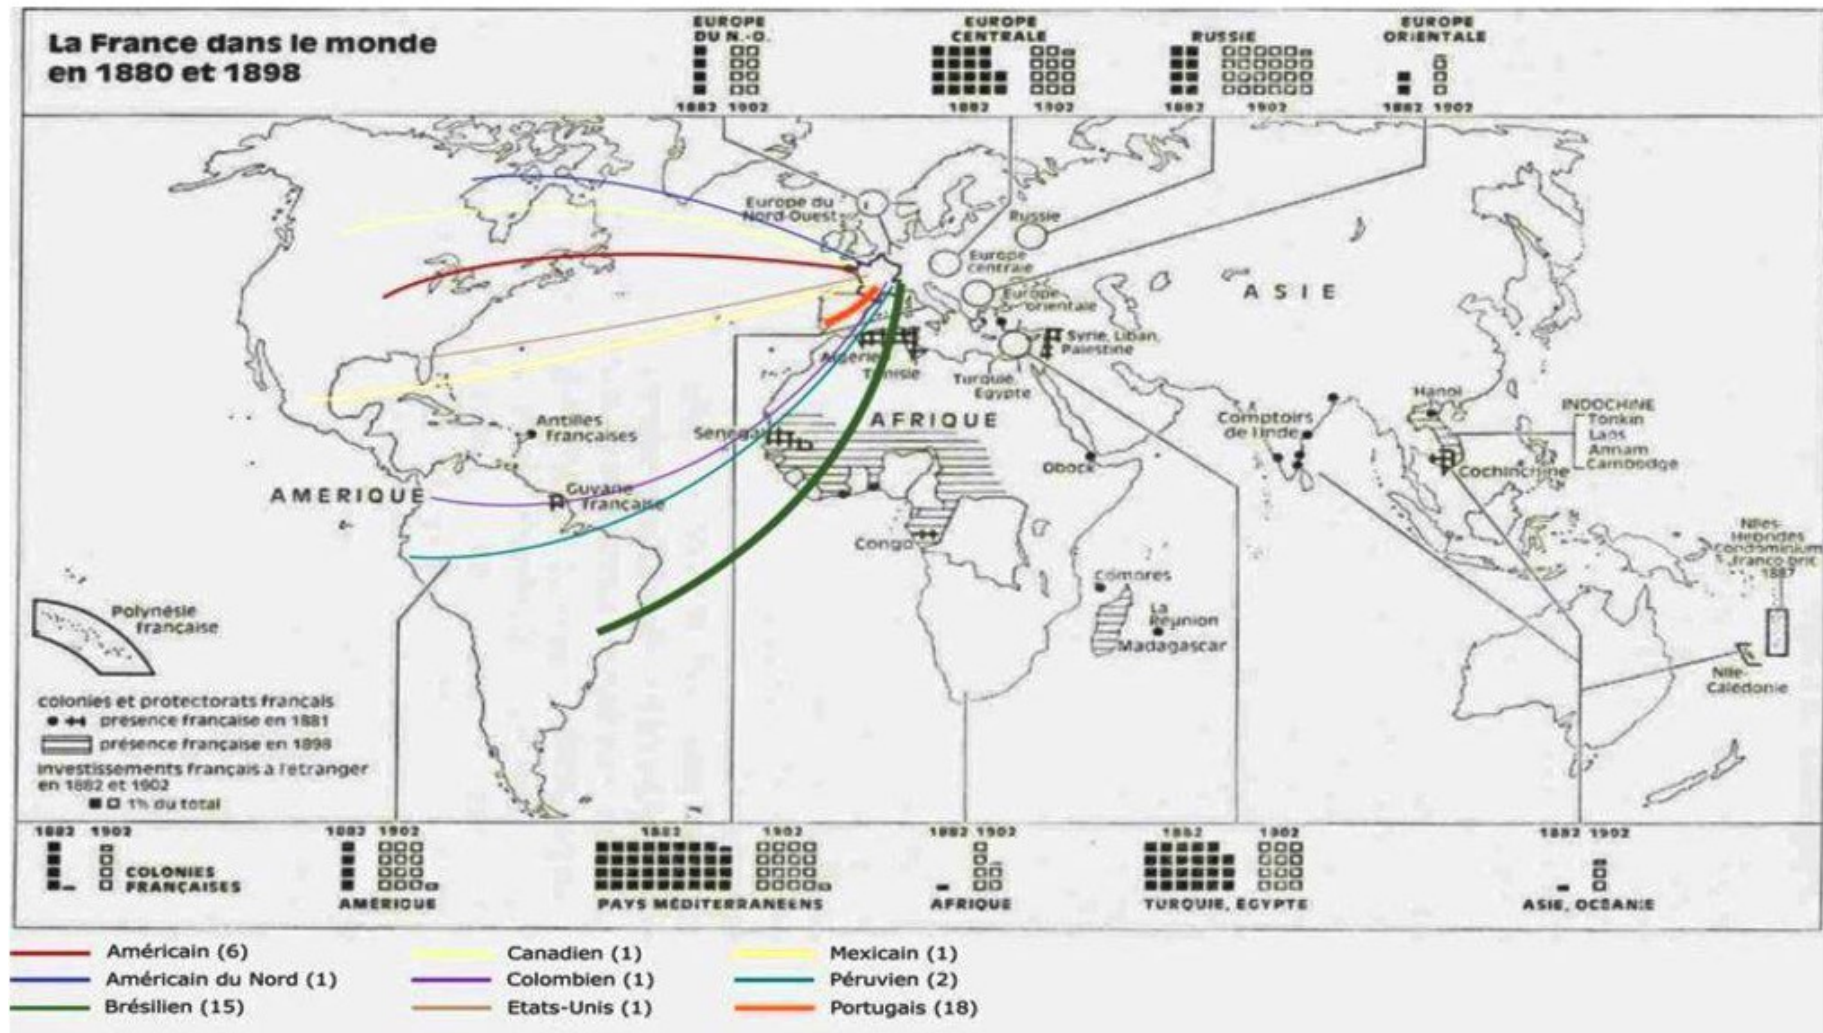 La France dans le monde
en 1880 et 1898
EUROPE
DU N.-O.
1882 1902
EUROPE
CENTRALE
1882 1902
RUSSIE
1882 1902
EUROPE
ORIENTALE
1882 1902
Europe du
Nord-Ouest
Russie
Europe
centrale
Europe
orientale
ASIE
Syrie, Liban,
Palestine
Algérie
Tunisie
Turquie,
Egypte
AFRIQUE
Sénégal
Antilles
françaises
AMERIQUE
Guyane
française
Obock
Comptoirs
de l'Inde
Hanoï
INDOCHINE
Tonkin
Laos
Annam
Cambodge
Cochinchine
Congo
Comores
La
Réunion
Madagascar
Nlles-
Hébrides
condominium
franco-brit.
1887
Nlle-
Calédonie
Polynésie
française
colonies et protectorats français
présence française en 1881
présence française en 1898
investissements français à l'étranger
en 1882 et 1902
1% du total
1882 1902
COLONIES
FRANÇAISES
1882 1902
AMÉRIQUE
1882 1902
PAYS MÉDITERRANÉENS
1882 1902
AFRIQUE
1882 1902
TURQUIE, EGYPTE
1882 1902
ASIE, OCÉANIE
Américain (6)
Canadien (1)
Mexicain (1)
Américain du Nord (1)
Colombien (1)
Péruvien (2)
Brésilien (15)
Etats-Unis (1)
Portugais (18)